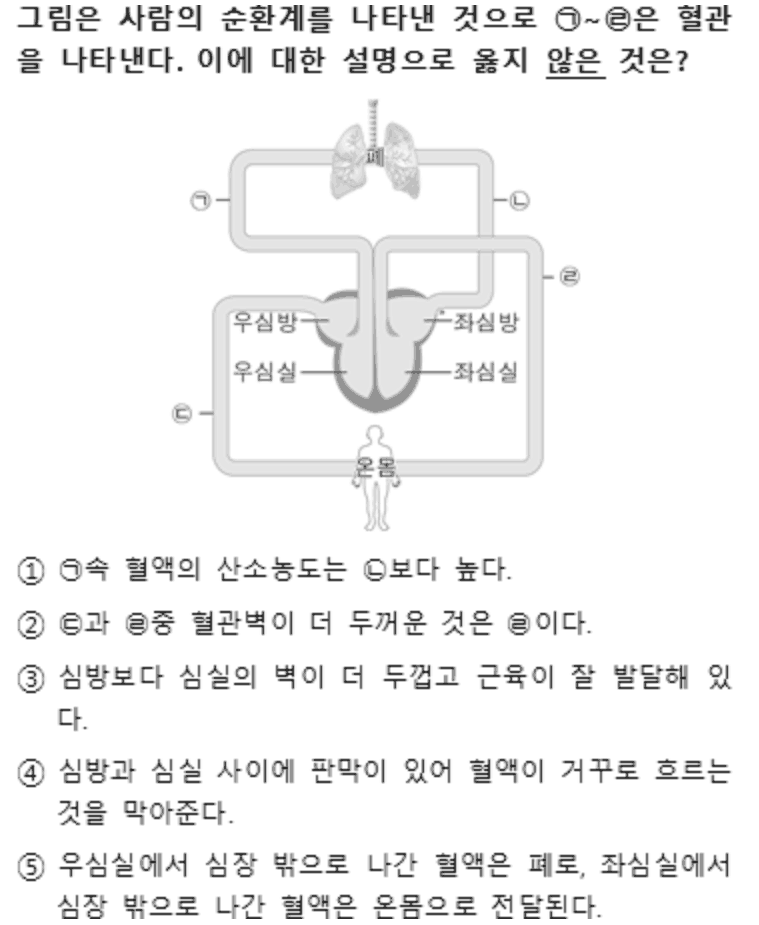 그림은 사람의 순환계를 나타낸 것으로 ㉠~㉣은 혈관
을 나타낸다. 이에 대한 설명으로 옳지 않은 것은?
폐
㉠
㉡
㉣
우심방
좌심방
우심실
좌심실
㉢
온몸
① ㉠속 혈액의 산소농도는 ㉡보다 높다.
② ㉢과 ㉣중 혈관벽이 더 두꺼운 것은 ㉣이다.
③ 심방보다 심실의 벽이 더 두껍고 근육이 잘 발달해 있
다.
④ 심방과 심실 사이에 판막이 있어 혈액이 거꾸로 흐르는
것을 막아준다.
⑤ 우심실에서 심장 밖으로 나간 혈액은 폐로, 좌심실에서
심장 밖으로 나간 혈액은 온몸으로 전달된다.